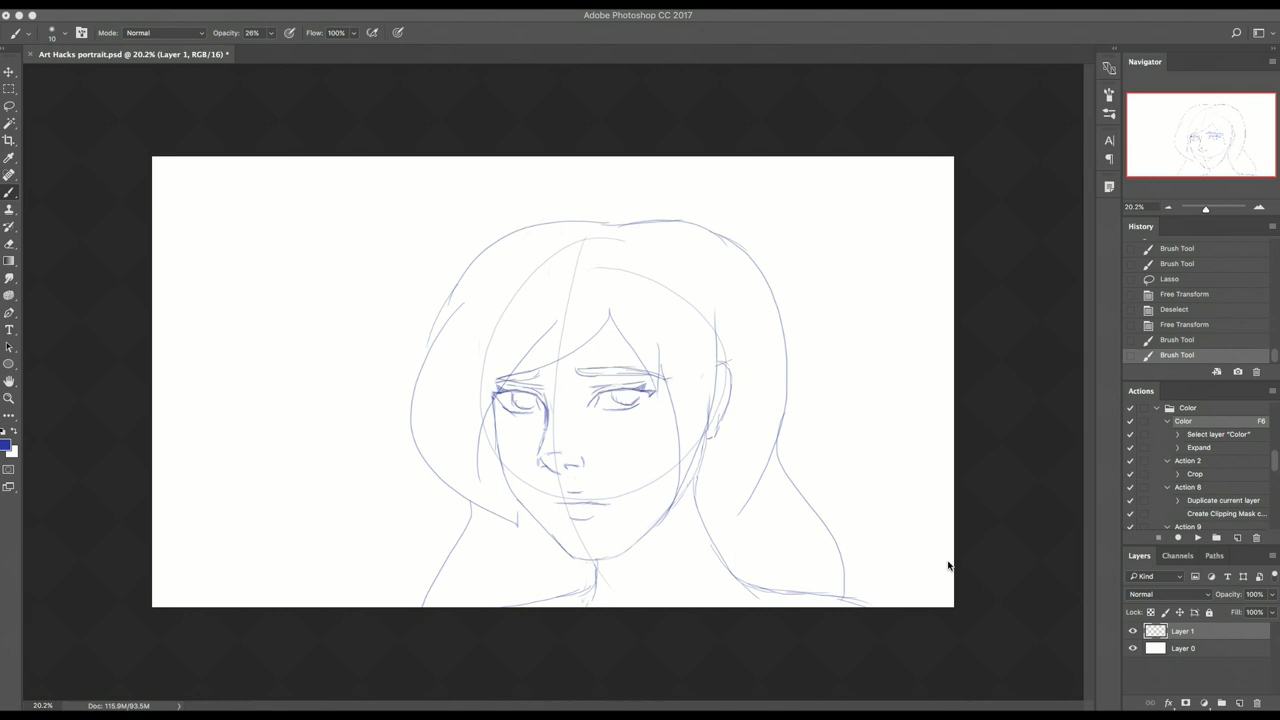 Adobe Photoshop CC 2017
10 Mode: Normal Opacity: 26% Flow: 100%
× Art Hacks portrait.psd @ 20.2% (Layer 1, RGB/16) *
Navigator
20.2%
History
Brush Tool
Brush Tool
Lasso
Free Transform
Deselect
Free Transform
Brush Tool
Brush Tool
Actions
Color
Color F6
Select layer "Color"
Expand
Action 2
Crop
Action 8
Duplicate current layer
Create Clipping Mask c...
Action 9
Layers Channels Paths
Kind
Normal Opacity: 100%
Lock: Fill: 100%
Layer 1
Layer 0
fx
20.2% Doc: 115.9M/93.5M